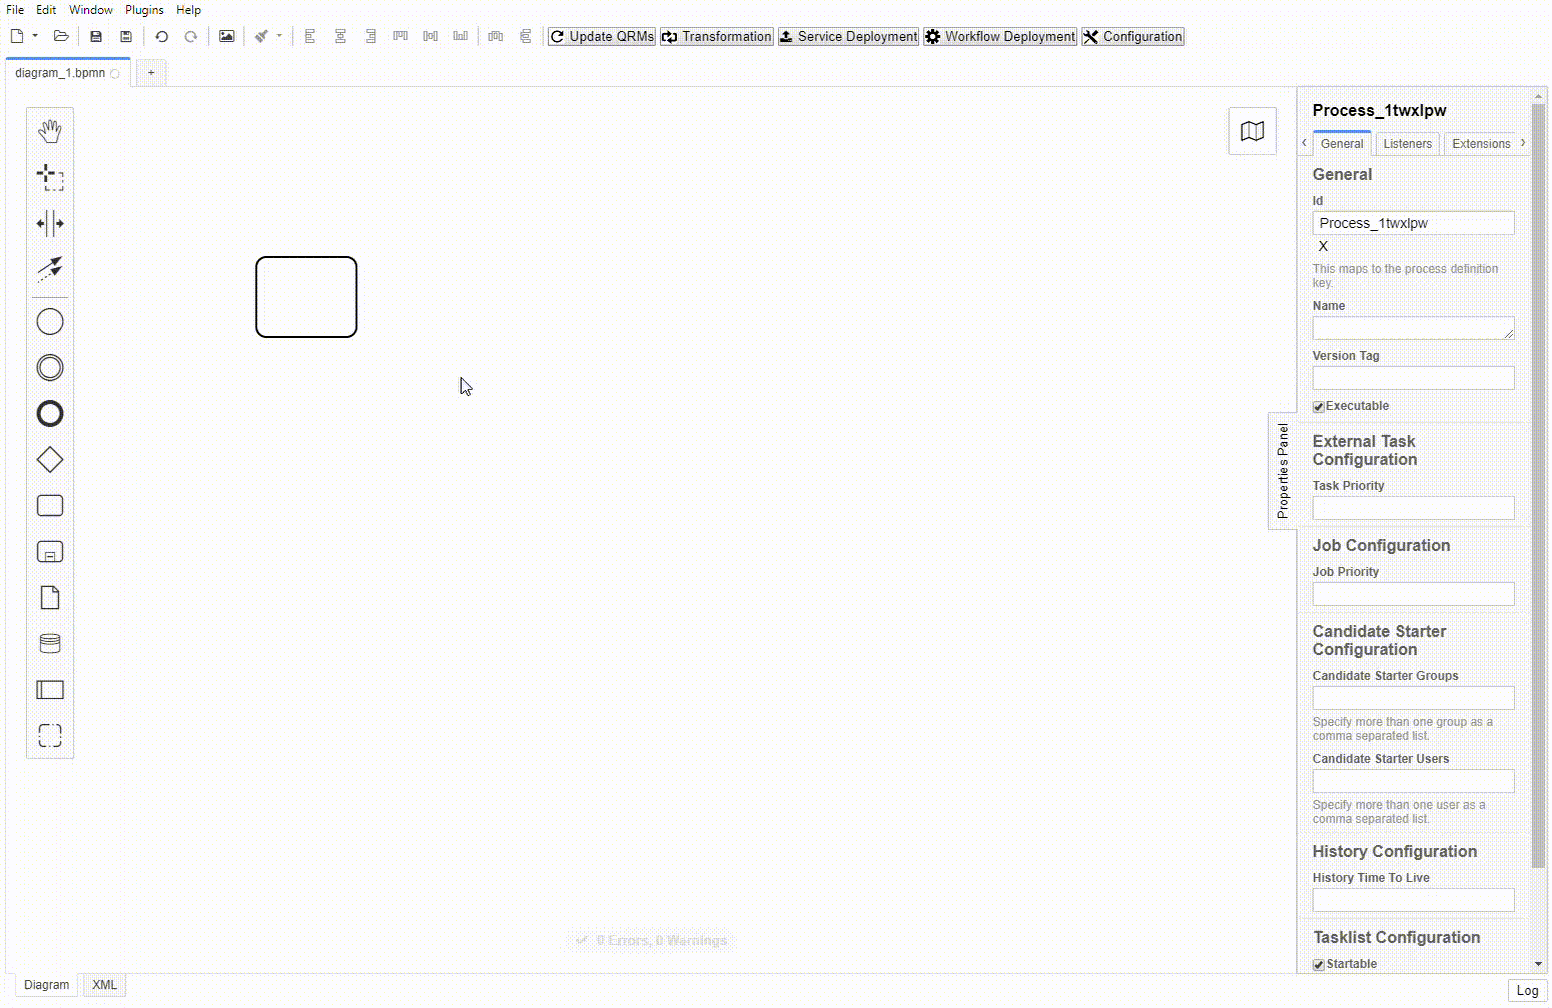 File Edit Window Plugins Help
Update QRMs Transformation Service Deployment Workflow Deployment Configuration
diagram_1.bpmn +
Process_1twxlpw
General Listeners Extensions
General
Id
Process_1twxlpw
X
This maps to the process definition
key.
Name
Version Tag
Executable
Properties Panel
External Task
Configuration
Task Priority
Job Configuration
Job Priority
Candidate Starter
Configuration
Candidate Starter Groups
Specify more than one group as a
comma separated list.
Candidate Starter Users
Specify more than one user as a
comma separated list.
History Configuration
History Time To Live
Tasklist Configuration
Startable
0 Errors, 0 Warnings
Diagram XML
Log